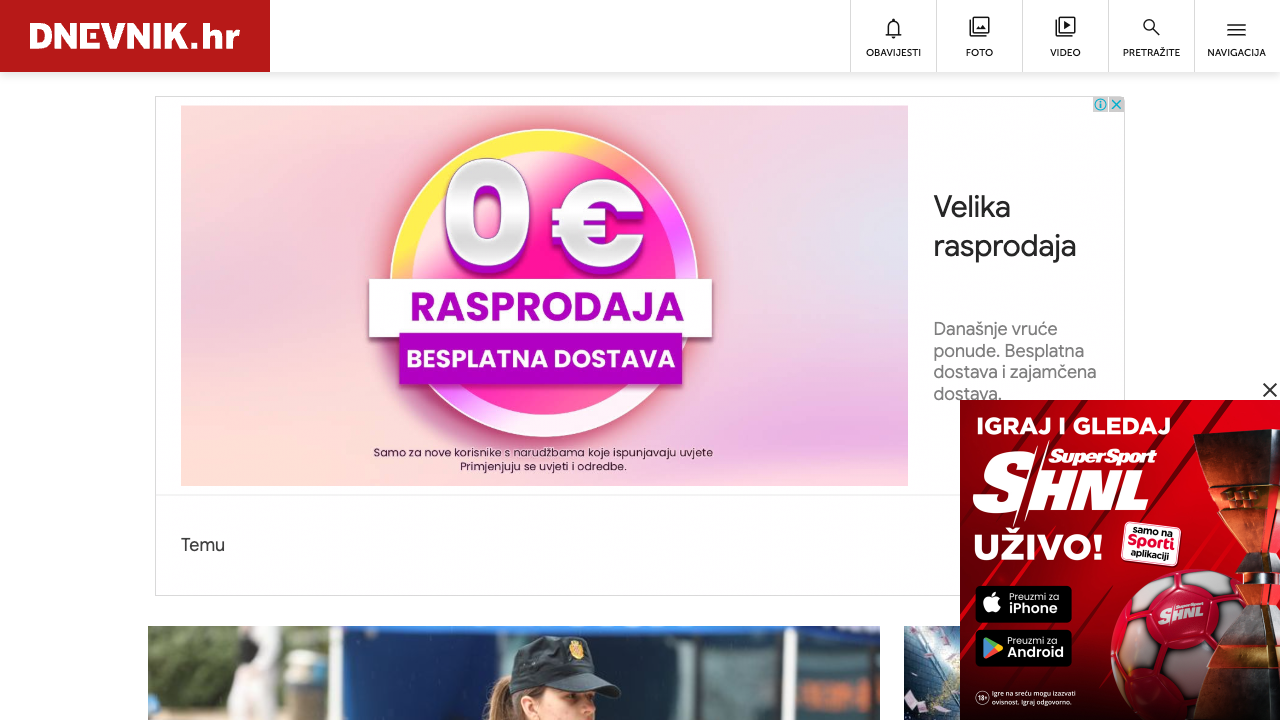 DNEVNIK.hr
OBAVIJESTI
FOTO
VIDEO
PRETRAŽITE
NAVIGACIJA
0 €
RASPRODAJA
BESPLATNA DOSTAVA
Samo za nove korisnike s narudžbama koje ispunjavaju uvjete
Primjenjuju se uvjeti i odredbe.
Velika
rasprodaja
Današnje vruće
ponude. Besplatna
dostava i zajamčena
dostava.
Temu
IGRAJ I GLEDAJ
SuperSport
SHNL
UŽIVO!
samo na
Sporti
aplikaciji
Preuzmi za
iPhone
Preuzmi za
Android
SuperSport
SHNL
18+
Igre na sreću mogu izazvati
ovisnost. Igraj odgovorno.